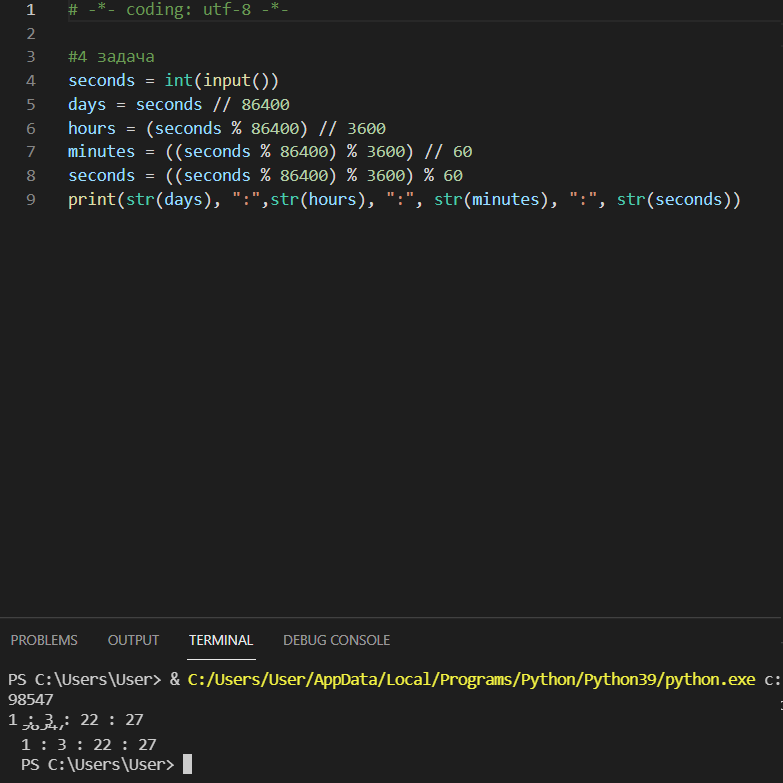 1 # -*- coding: utf-8 -*-
2
3 #4 задача
4 seconds = int(input())
5 days = seconds // 86400
6 hours = (seconds % 86400) // 3600
7 minutes = ((seconds % 86400) % 3600) // 60
8 seconds = ((seconds % 86400) % 3600) % 60
9 print(str(days), ":",str(hours), ":", str(minutes), ":", str(seconds))
PROBLEMS OUTPUT TERMINAL DEBUG CONSOLE
PS C:\Users\User> & C:/Users/User/AppData/Local/Programs/Python/Python39/python.exe c:
98547
1 : 3 : 22 : 27
98547
1 : 3 : 22 : 27
PS C:\Users\User>